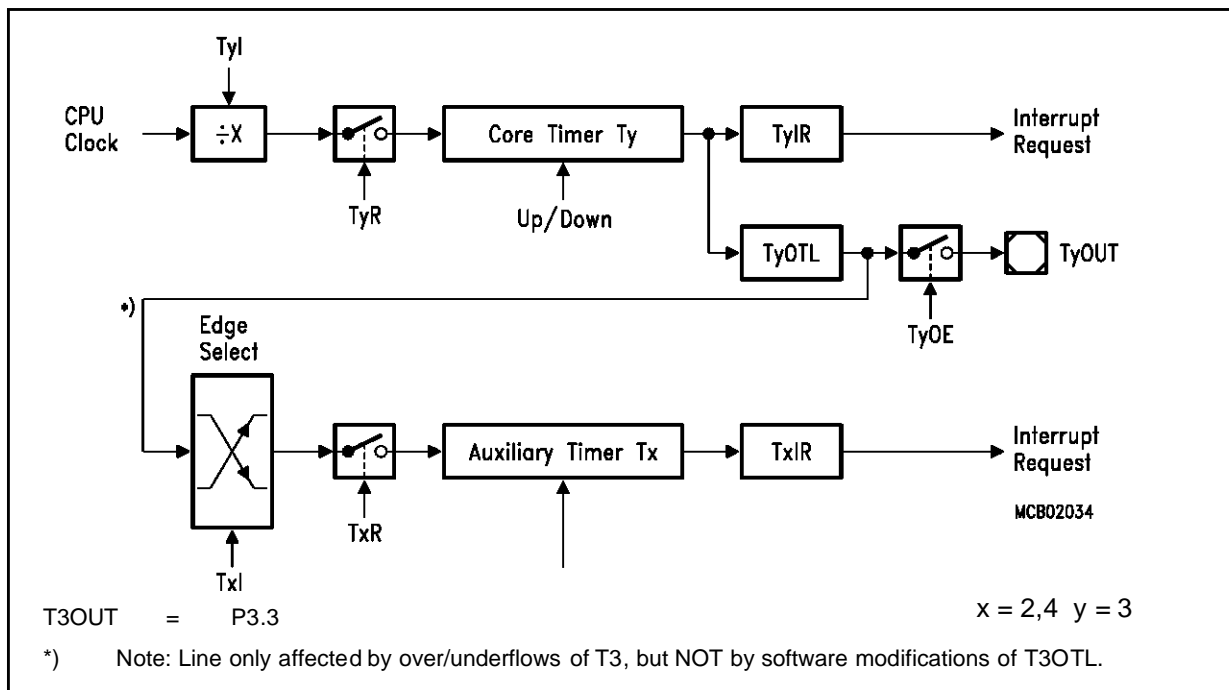 TyI
CPU
Clock
÷X
Core Timer Ty
TyIR
Interrupt
Request
TyR
Up/Down
TyOTL
TyOUT
*)
TyOE
Edge
Select
Auxiliary Timer Tx
TxIR
Interrupt
Request
TxR
MCB02034
TxI
T3OUT = P3.3
x = 2,4 y = 3
*) Note: Line only affected by over/underflows of T3, but NOT by software modifications of T3OTL.